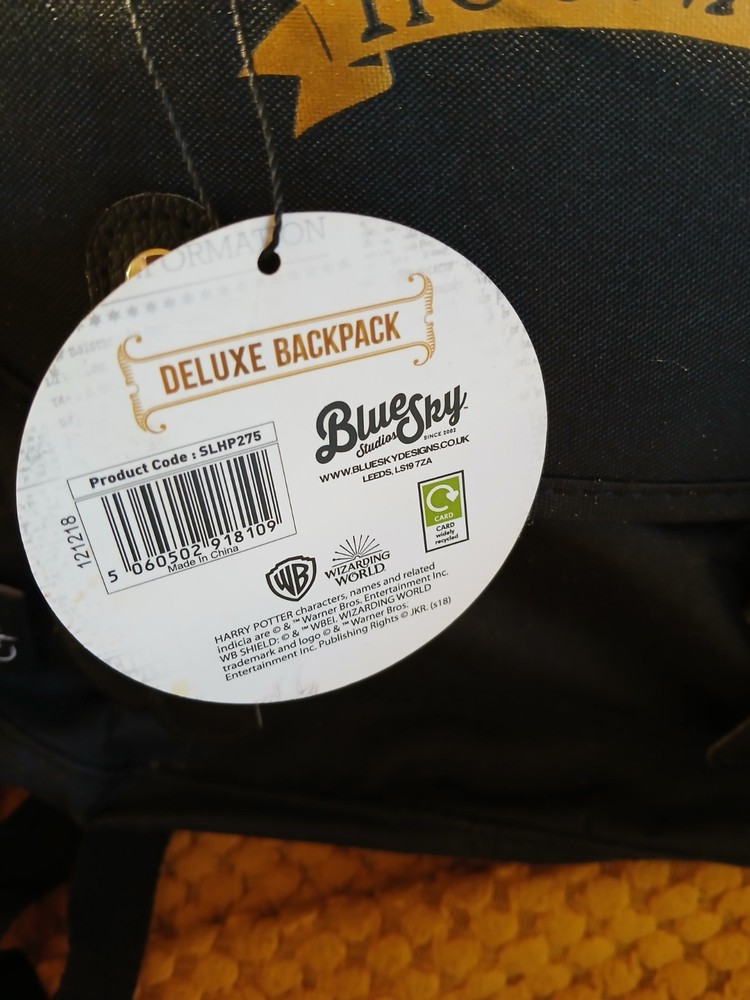 DELUXE BACKPACK
BlueSky™
Studios SINCE 2002
WWW.BLUESKYDESIGNS.CO.UK
LEEDS, LS19 7ZA
Product Code : SLHP275
5 060502 918109
Made in China
121218
CARD
CARD
widely
recycled
WB
WIZARDING
WORLD
HARRY POTTER characters, names and related
indicia are © & ™ Warner Bros. Entertainment Inc.
WB SHIELD: © & ™ WBEI. WIZARDING WORLD
trademark and logo © & ™ Warner Bros.
Entertainment Inc. Publishing Rights © JKR. (s18)